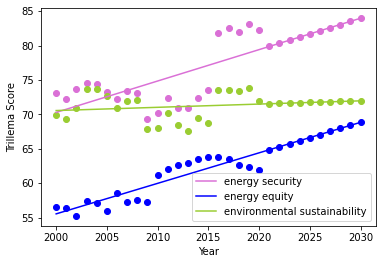 85
80
75
70
65
60
55
Trillema Score
2000
2005
2010
2015
2020
2025
2030
Year
energy security
energy equity
environmental sustainability